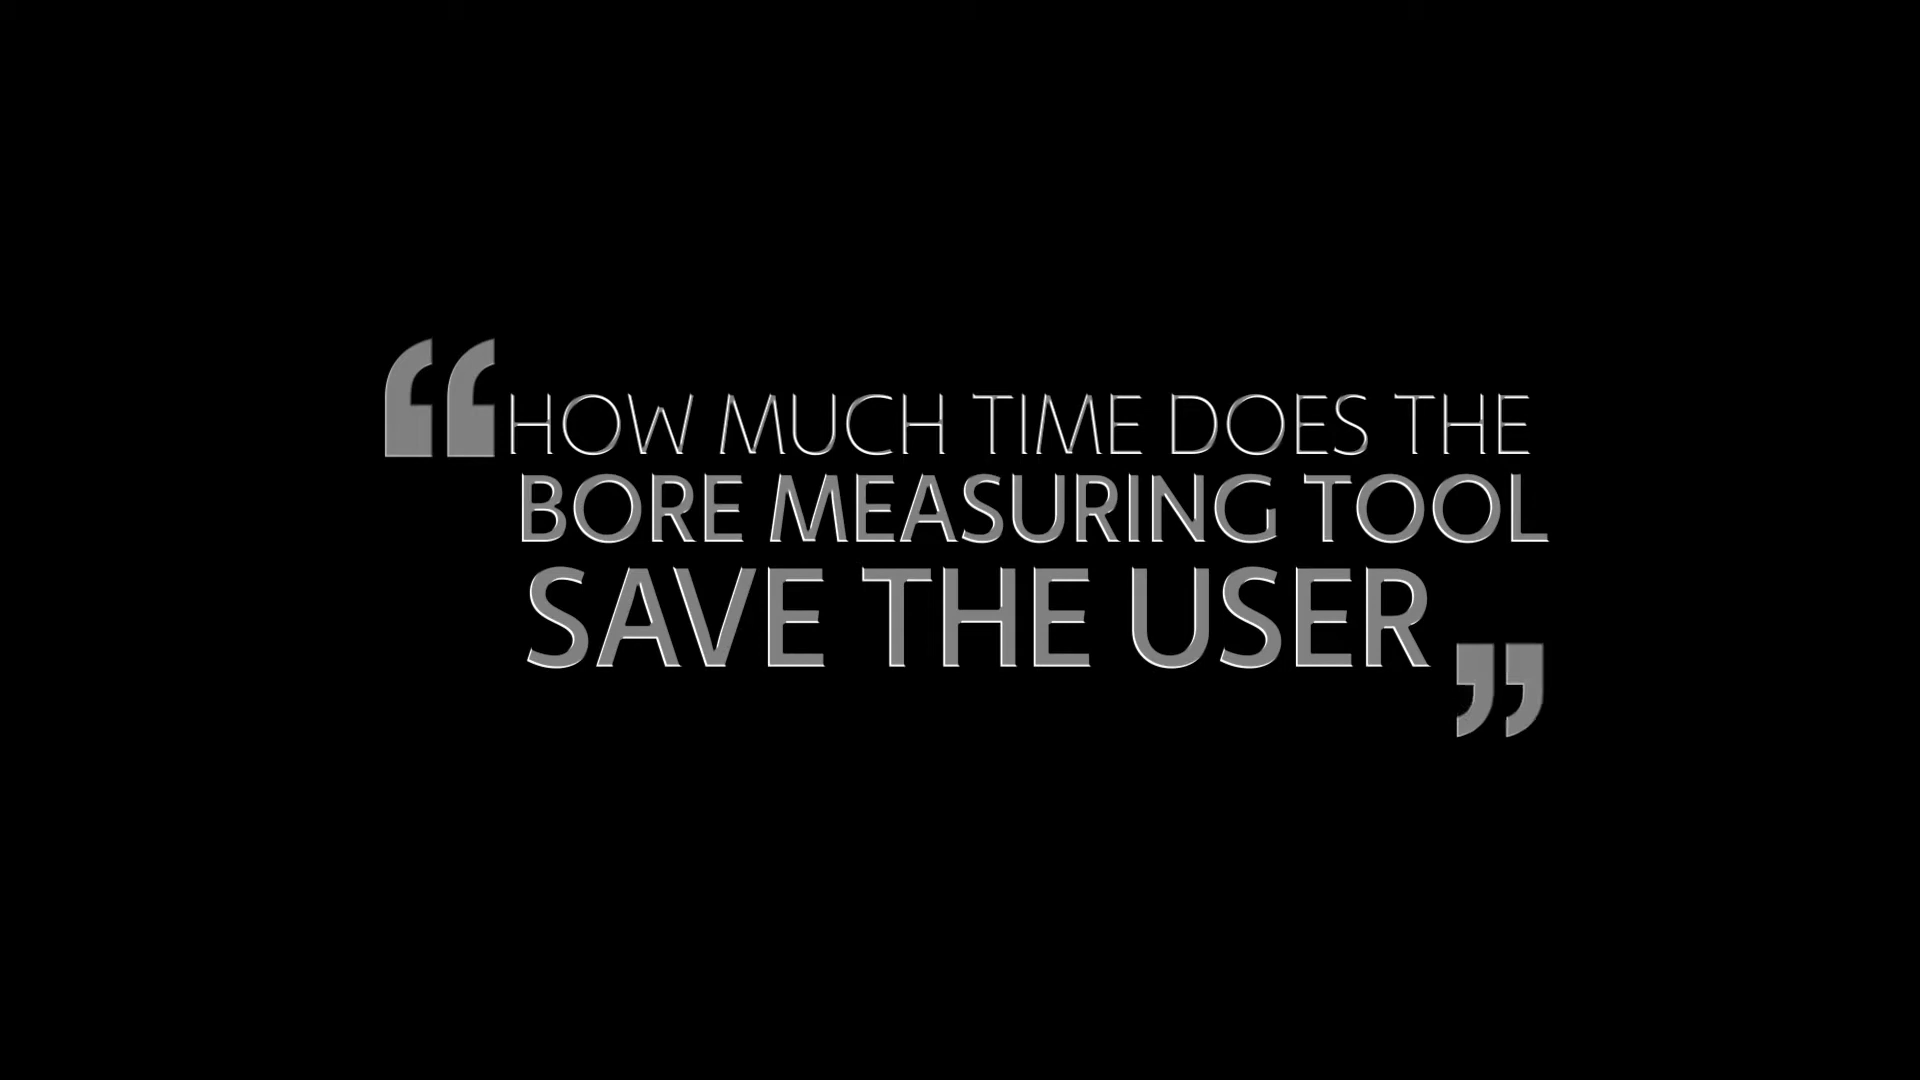 “HOW MUCH TIME DOES THE
BORE MEASURING TOOL
SAVE THE USER”